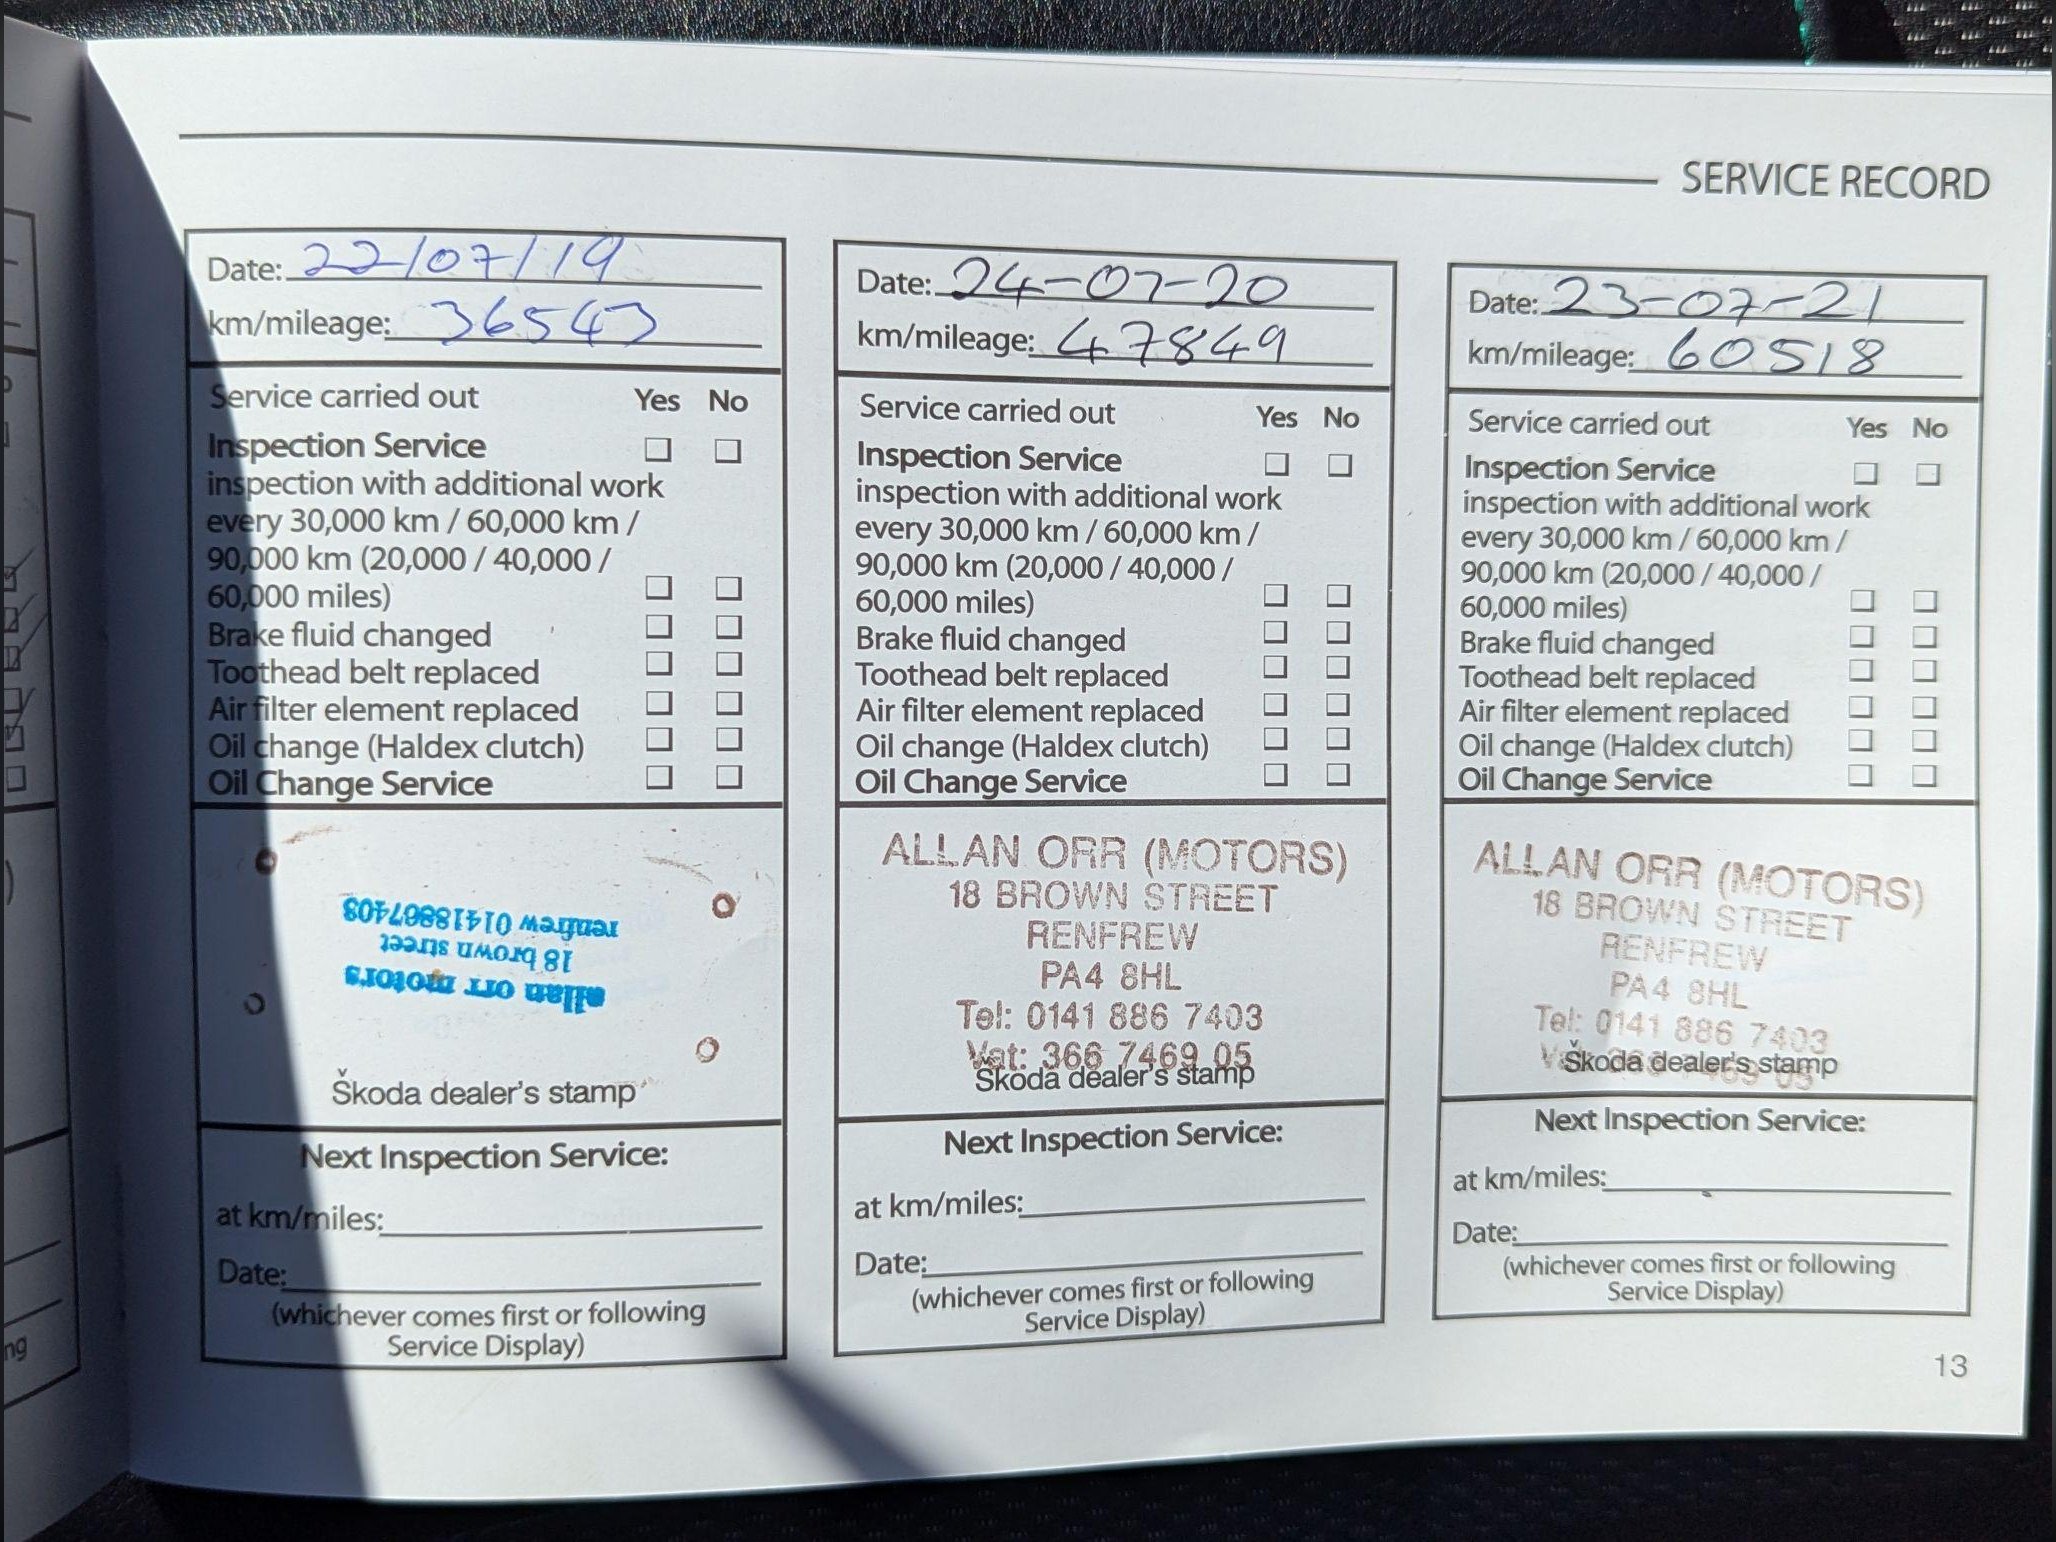 SERVICE RECORD
Date: 22/07/19
km/mileage: 36543
Service carried out Yes No
Inspection Service
inspection with additional work
every 30,000 km / 60,000 km /
90,000 km (20,000 / 40,000 /
60,000 miles)
Brake fluid changed
Toothead belt replaced
Air filter element replaced
Oil change (Haldex clutch)
Oil Change Service
allan orr motors
18 brown street
renfrew 01418867403
Škoda dealer's stamp
Next Inspection Service:
at km/miles:
Date:
(whichever comes first or following
Service Display)
Date: 24-07-20
km/mileage: 47849
Service carried out Yes No
Inspection Service
inspection with additional work
every 30,000 km / 60,000 km /
90,000 km (20,000 / 40,000 /
60,000 miles)
Brake fluid changed
Toothead belt replaced
Air filter element replaced
Oil change (Haldex clutch)
Oil Change Service
ALLAN ORR (MOTORS)
18 BROWN STREET
RENFREW
PA4 8HL
Tel: 0141 886 7403
Vat: 366 7469 05
Škoda dealer's stamp
Next Inspection Service:
at km/miles:
Date:
(whichever comes first or following
Service Display)
Date: 23-07-21
km/mileage: 60518
Service carried out Yes No
Inspection Service
inspection with additional work
every 30,000 km / 60,000 km /
90,000 km (20,000 / 40,000 /
60,000 miles)
Brake fluid changed
Toothead belt replaced
Air filter element replaced
Oil change (Haldex clutch)
Oil Change Service
ALLAN ORR (MOTORS)
18 BROWN STREET
RENFREW
PA4 8HL
Tel: 0141 886 7403
Škoda dealer's stamp
Next Inspection Service:
at km/miles:
Date:
(whichever comes first or following
Service Display)
13